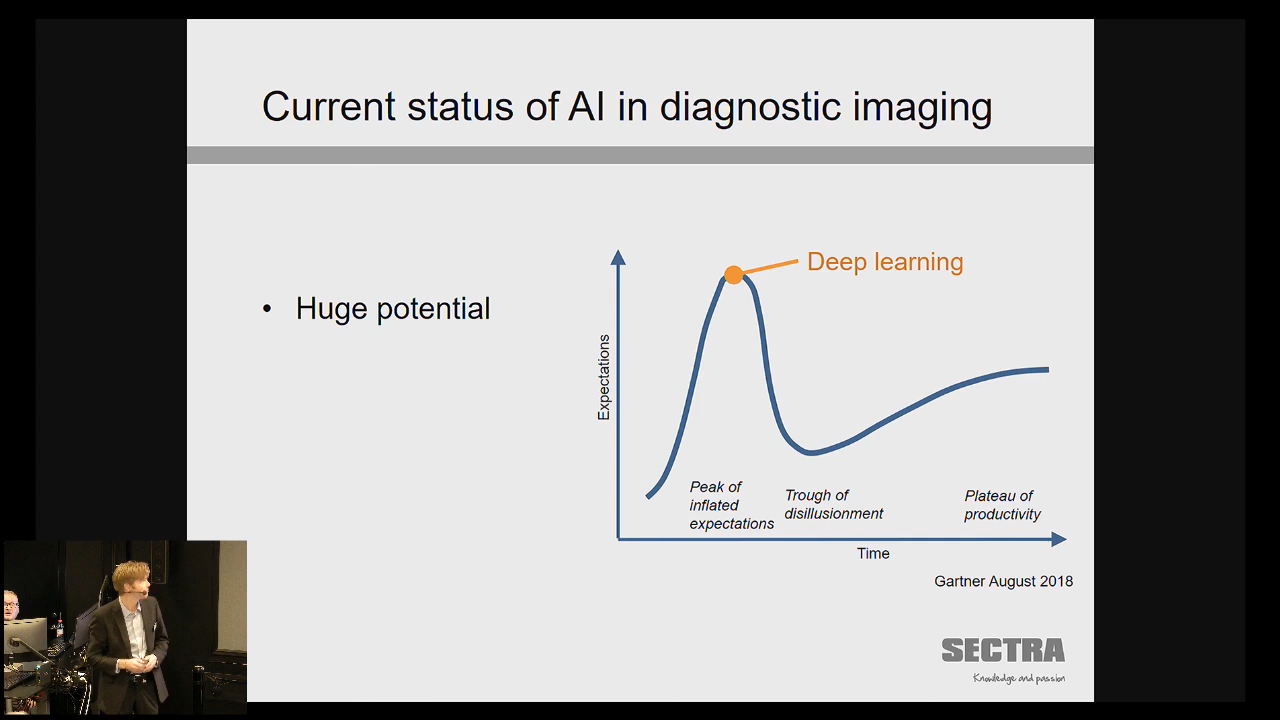 Current status of AI in diagnostic imaging
• Huge potential
Deep learning
Expectations
Peak of
inflated
expectations
Trough of
disillusionment
Plateau of
productivity
Time
Gartner August 2018
SECTRA
Knowledge and passion